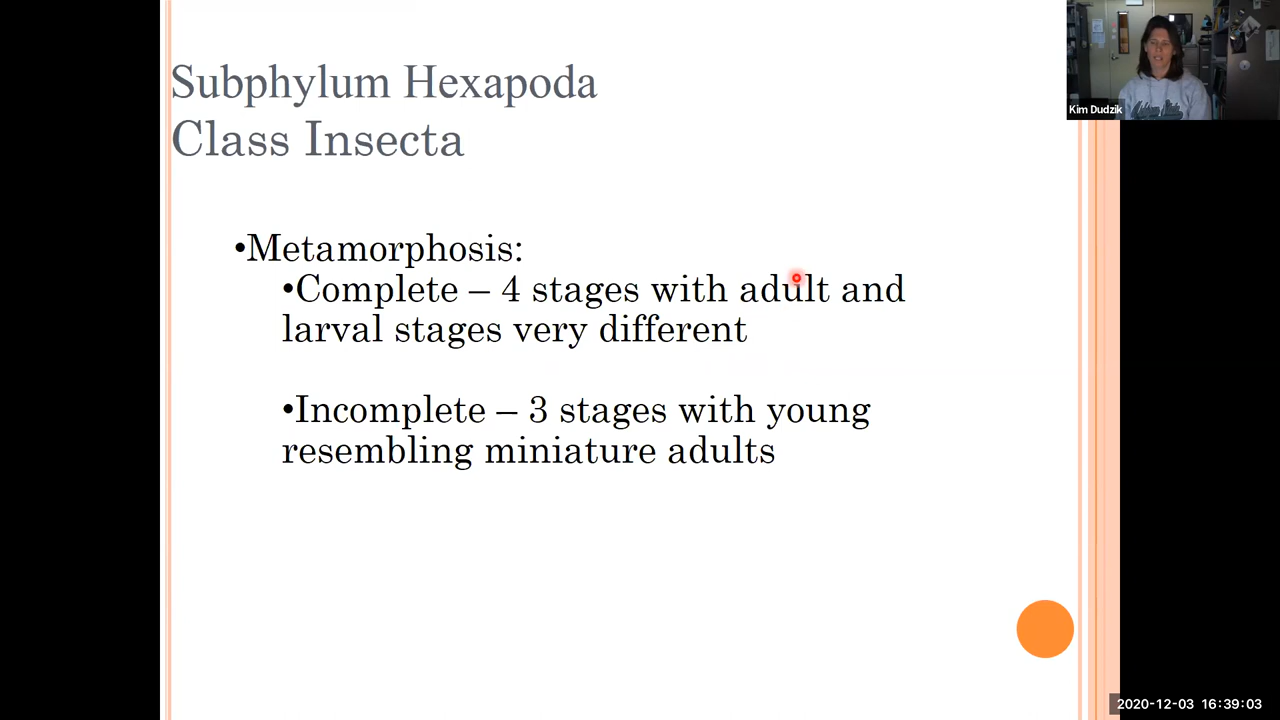 Subphylum Hexapoda
Class Insecta
•Metamorphosis:
•Complete – 4 stages with adult and
larval stages very different
•Incomplete – 3 stages with young
resembling miniature adults
Kim Dudzik
2020-12-03 16:39:03